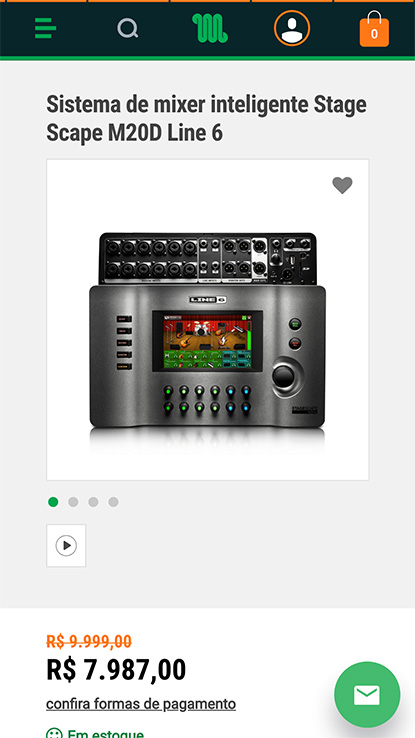 0
Sistema de mixer inteligente Stage
Scape M20D Line 6
LINE 6
R$ 9.999,00
R$ 7.987,00
confira formas de pagamento
Em estoque